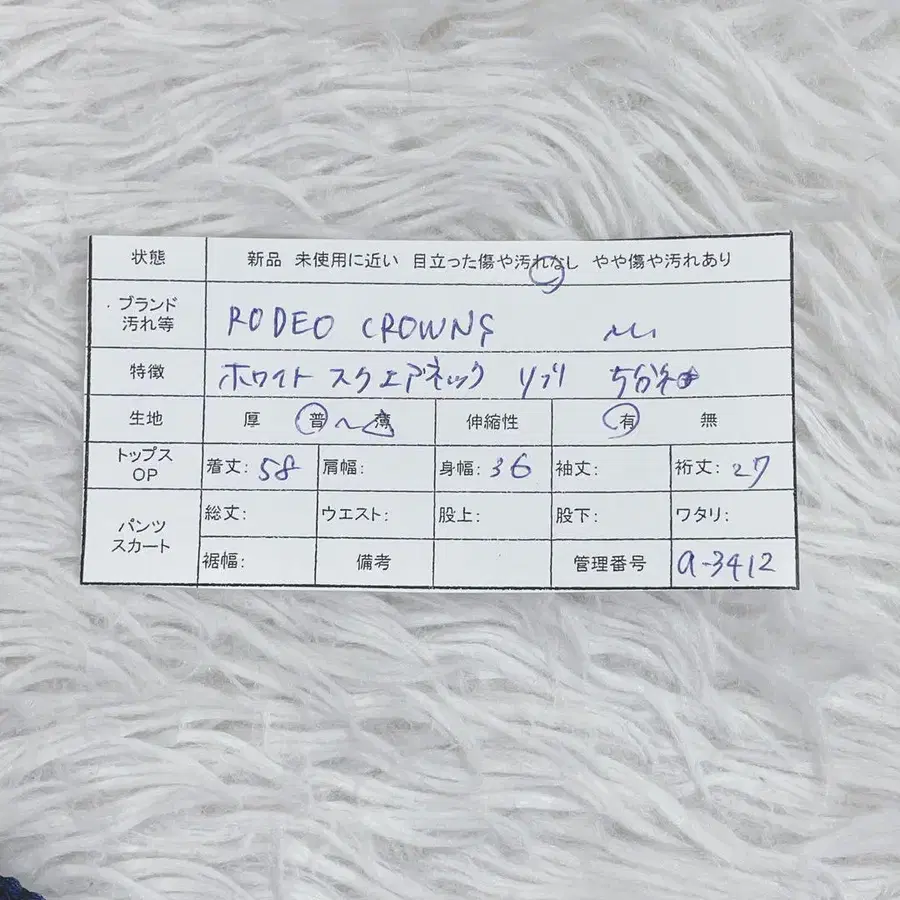 状態 新品 未使用に近い 目立った傷や汚れなし やや傷や汚れあり
ブランド
汚れ等 RODEO CROWNS
特徴 ホワイト スクエアネック リブ 5分
生地 厚 普 〜 薄 伸縮性 有 無
トップス
OP 着丈: 58 肩幅: 身幅: 36 袖丈: 裄丈: 27
パンツ
スカート 総丈: ウエスト: 股上: 股下: ワタリ:
裾幅: 備考 管理番号 a-3412